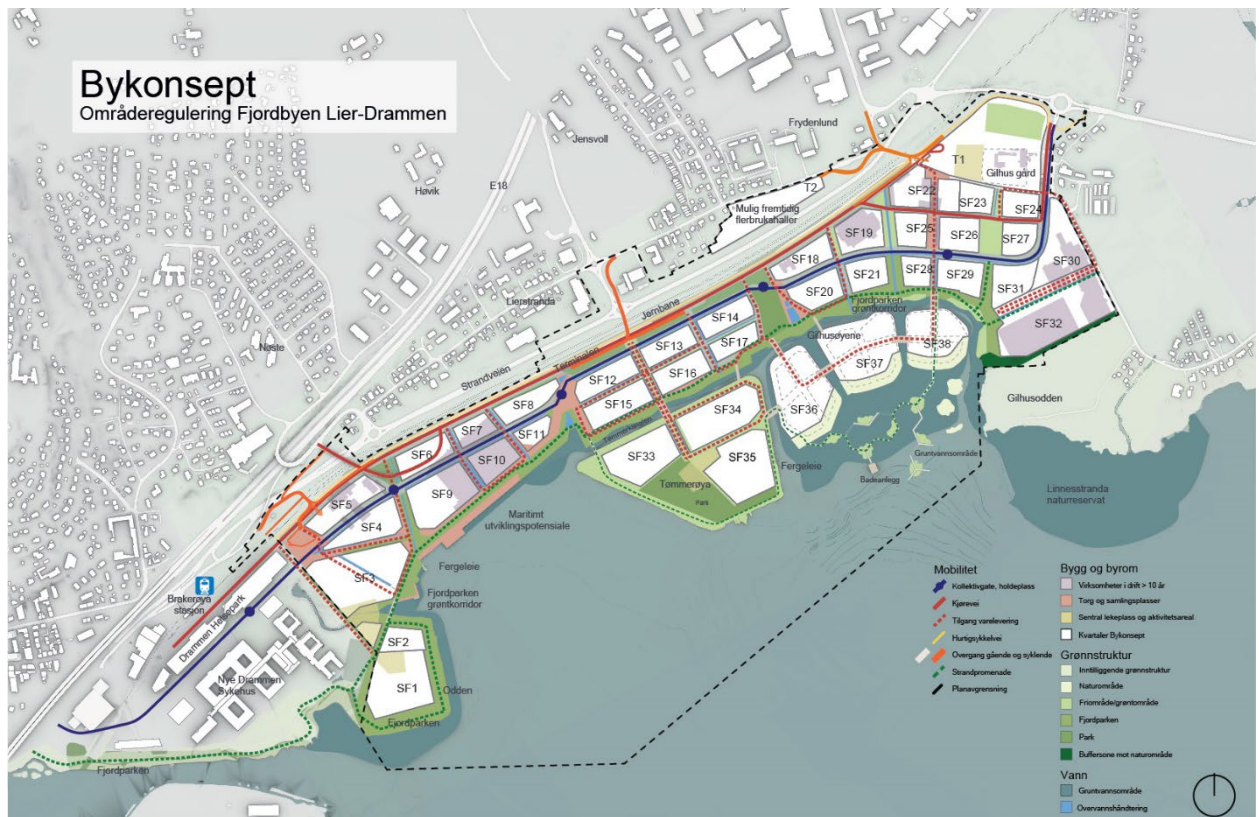 Bykonsept
Områderegulering Fjordbyen Lier-Drammen
Frydenlund
Jensvoll
T1
Gilhus gård
Høvik
E18
T2
SF22
SF23
SF24
Mulig fremtidig
flerbrukshaller
SF19
SF25
SF26
SF27
SF18
SF30
SF21
SF28
SF29
SF20
SF31
Lierstranda
Jernbane
Fjordparken
grøntkorridor
SF14
SF32
Gilhusøyene
SF13
SF17
SF38
Nøste
Strandveien
Terminalen
SF37
SF12
SF16
SF8
SF36
Gilhusodden
SF15
SF34
SF7
SF11
SF6
SF10
SF33
SF35
Fergeleie
Gruntvannsområde
SF9
Tømmerøya
Badeanlegg
Park
SF5
Linnesstranda
naturreservat
SF4
Maritimt
utviklingspotensiale
Fergeleie
SF3
Fjordparken
grøntkorridor
Brakerøya
stasjon
Drammen Helsepark
SF2
Nye Drammen
Sykehus
SF1
Odden
Fjordparken
Fjordparken
Mobilitet
Kollektivgate, holdeplass
Kjørevei
Tilgang varelevering
Hurtigsykkelvei
Overgang gående og syklende
Strandpromenade
Planavgrensning
Bygg og byrom
Virksomheter i drift > 10 år
Torg og samlingsplasser
Sentral lekeplass og aktivitetsareal
Kvartaler Bykonsept
Grønnstruktur
Inntilliggende grønnstruktur
Naturområde
Friområde/grøntområde
Fjordparken
Park
Buffersone mot naturområde
Vann
Gruntvannsområde
Overvannshåndtering